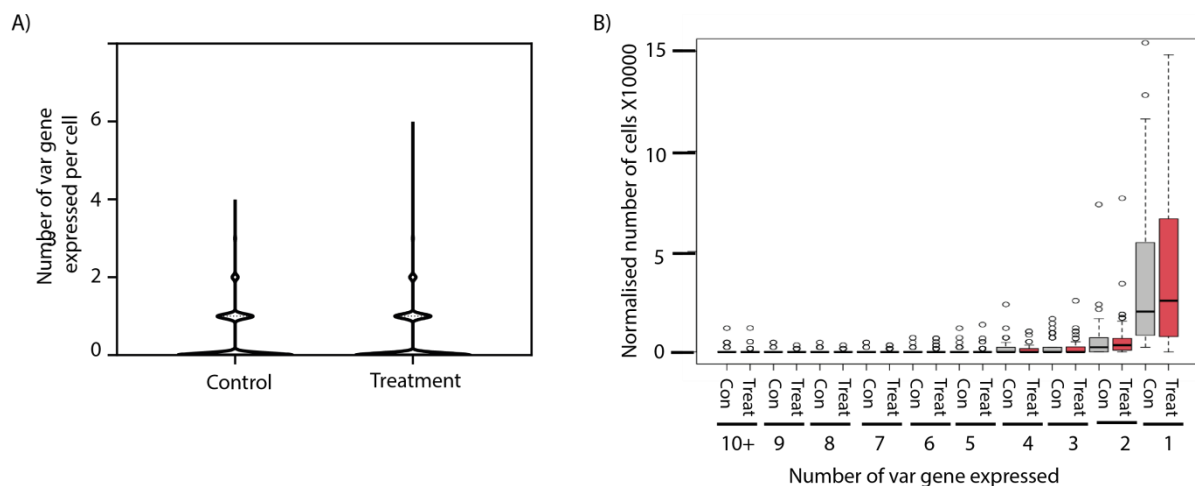 A)
Number of var gene
expressed per cell
6
4
2
0
Control
Treatment
B)
Normalised number of cells X10000
15
10
5
0
Con Treat Con Treat Con Treat Con Treat Con Treat Con Treat Con Treat Con Treat Con Treat Con Treat
10+ 9 8 7 6 5 4 3 2 1
Number of var gene expressed